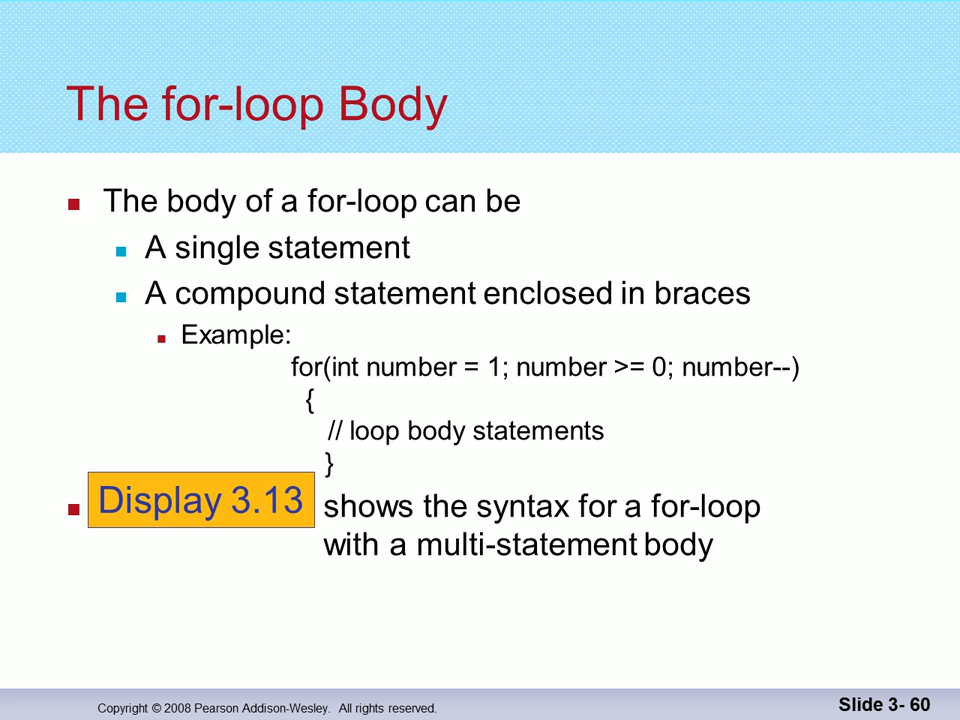 The for-loop Body
The body of a for-loop can be
A single statement
A compound statement enclosed in braces
Example:
for(int number = 1; number >= 0; number--)
{
// loop body statements
}
Display 3.13 shows the syntax for a for-loop
with a multi-statement body
Copyright © 2008 Pearson Addison-Wesley. All rights reserved.
Slide 3- 60